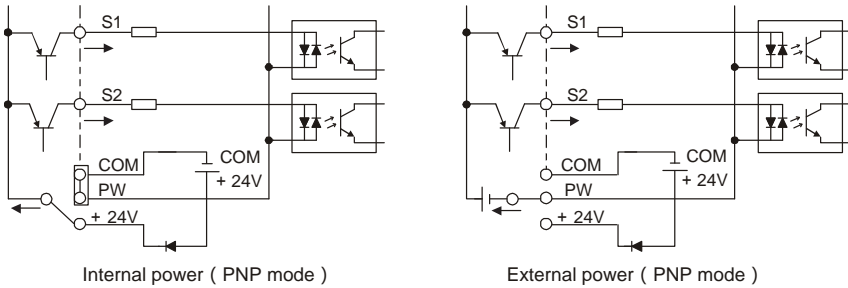 S1
S2
COM
COM
+ 24V
PW
+ 24V
Internal power ( PNP mode )
S1
S2
COM
COM
+ 24V
PW
+ 24V
External power ( PNP mode )